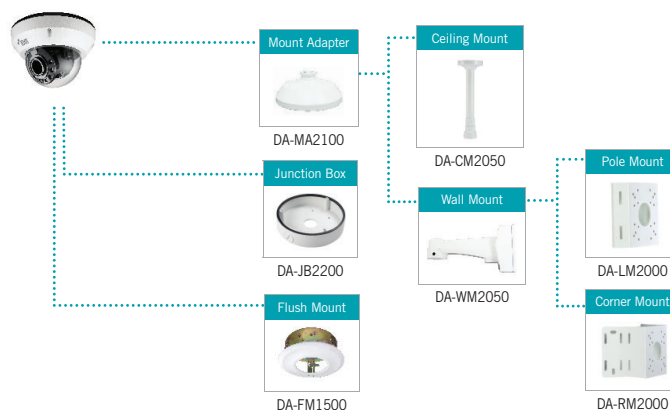 Mount Adapter
DA-MA2100
Ceiling Mount
DA-CM2050
Junction Box
DA-JB2200
Wall Mount
DA-WM2050
Pole Mount
DA-LM2000
Flush Mount
DA-FM1500
Corner Mount
DA-RM2000